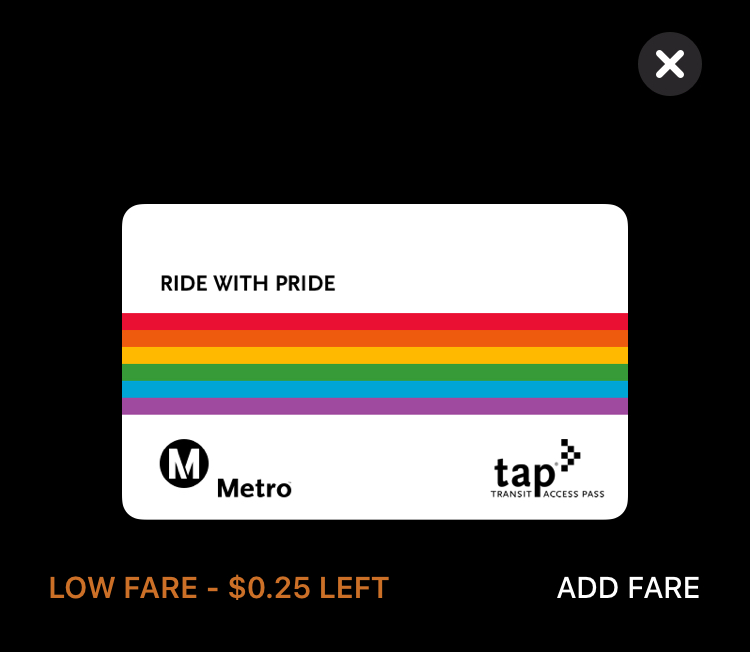 RIDE WITH PRIDE
M
Metro
tap
TRANSIT ACCESS PASS
LOW FARE - $0.25 LEFT
ADD FARE